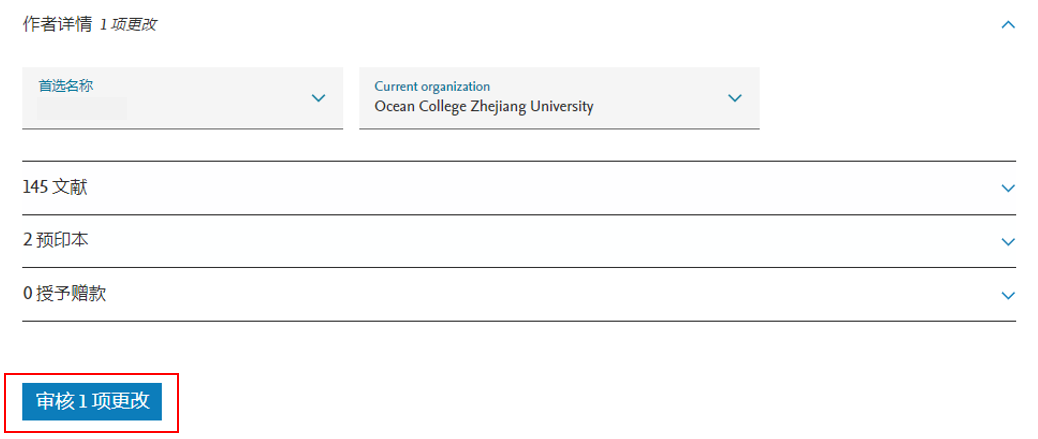 作者详情 1 项更改
首选名称
Current organization
Ocean College Zhejiang University
145 文献
2 预印本
0 授予赠款
审核 1 项更改